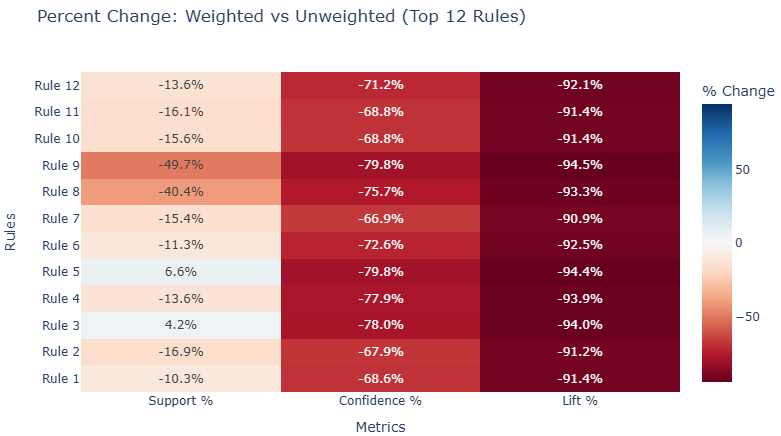 Percent Change: Weighted vs Unweighted (Top 12 Rules)
% Change
Rule 12 -13.6% -71.2% -92.1%
Rule 11 -16.1% -68.8% -91.4%
Rule 10 -15.6% -68.8% -91.4%
Rule 9 -49.7% -79.8% -94.5%
Rule 8 -40.4% -75.7% -93.3%
Rule 7 -15.4% -66.9% -90.9%
Rule 6 -11.3% -72.6% -92.5%
Rule 5 6.6% -79.8% -94.4%
Rule 4 -13.6% -77.9% -93.9%
Rule 3 4.2% -78.0% -94.0%
Rule 2 -16.9% -67.9% -91.2%
Rule 1 -10.3% -68.6% -91.4%
Support % Confidence % Lift %
Metrics
Rules
50
0
−50